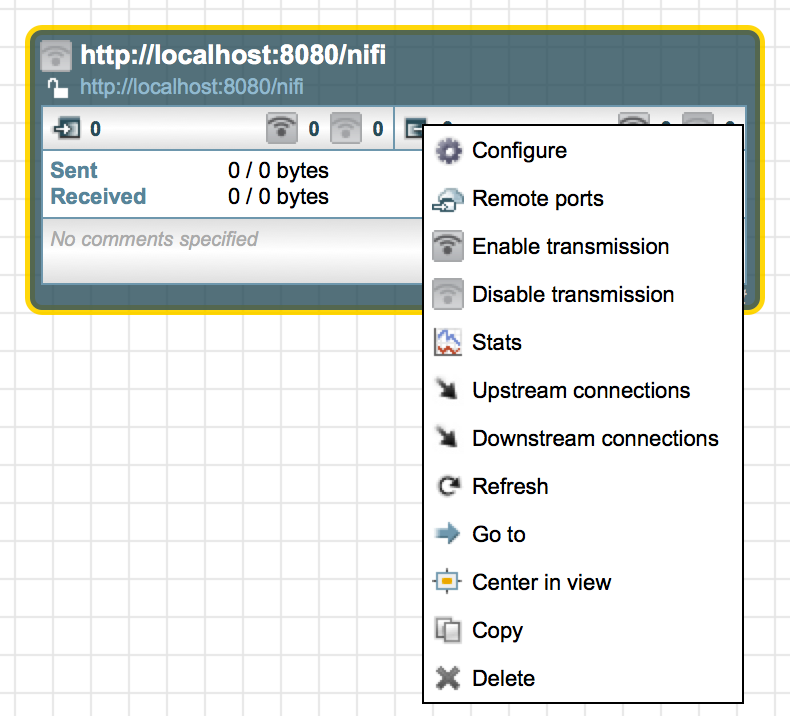 http://localhost:8080/nifi
http://localhost:8080/nifi
0 0 0
Sent 0 / 0 bytes
Received 0 / 0 bytes
No comments specified
Configure
Remote ports
Enable transmission
Disable transmission
Stats
Upstream connections
Downstream connections
Refresh
Go to
Center in view
Copy
Delete